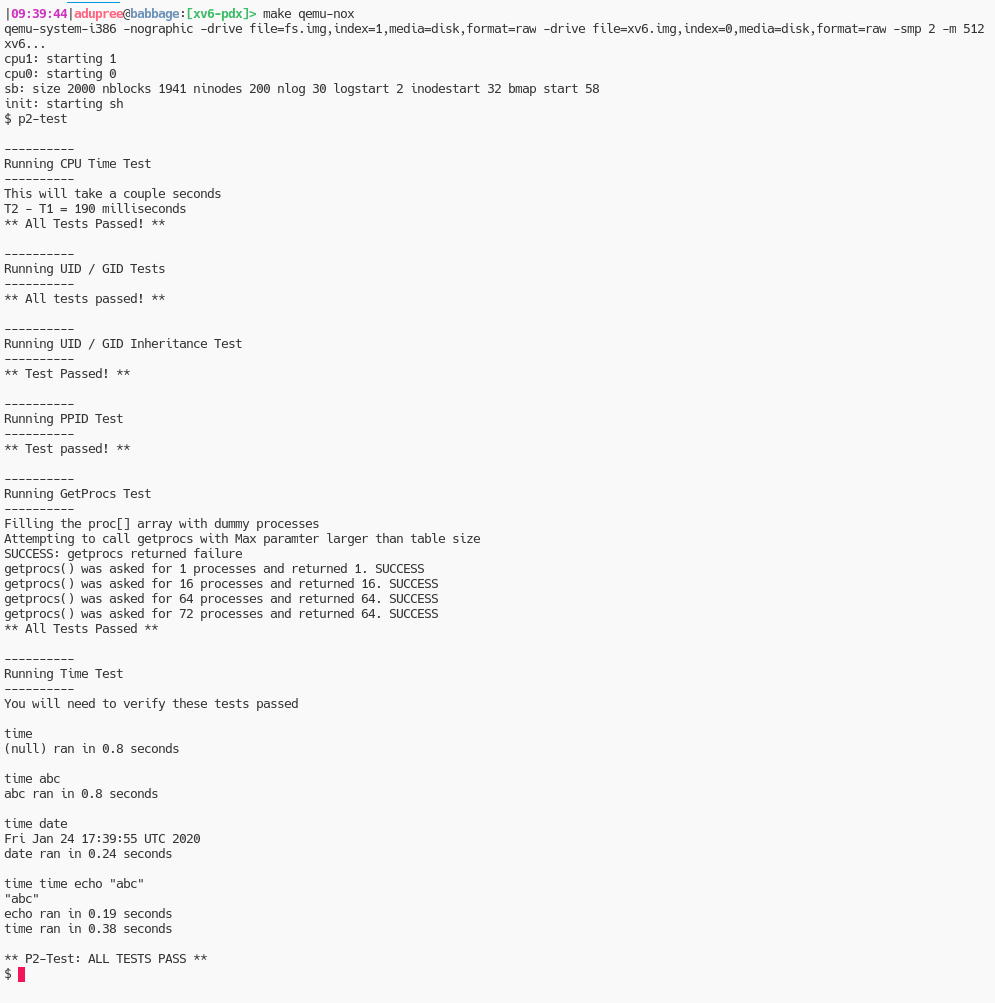 |09:39:44|adupree@babbage:[xv6-pdx]> make qemu-nox
qemu-system-i386 -nographic -drive file=fs.img,index=1,media=disk,format=raw -drive file=xv6.img,index=0,media=disk,format=raw -smp 2 -m 512
xv6...
cpu1: starting 1
cpu0: starting 0
sb: size 2000 nblocks 1941 ninodes 200 nlog 30 logstart 2 inodestart 32 bmap start 58
init: starting sh
$ p2-test

----------
Running CPU Time Test
----------
This will take a couple seconds
T2 - T1 = 190 milliseconds
** All Tests Passed! **

----------
Running UID / GID Tests
----------
** All tests passed! **

----------
Running UID / GID Inheritance Test
----------
** Test Passed! **

----------
Running PPID Test
----------
** Test passed! **

----------
Running GetProcs Test
----------
Filling the proc[] array with dummy processes
Attempting to call getprocs with Max paramter larger than table size
SUCCESS: getprocs returned failure
getprocs() was asked for 1 processes and returned 1. SUCCESS
getprocs() was asked for 16 processes and returned 16. SUCCESS
getprocs() was asked for 64 processes and returned 64. SUCCESS
getprocs() was asked for 72 processes and returned 64. SUCCESS
** All Tests Passed **

----------
Running Time Test
----------
You will need to verify these tests passed

time
(null) ran in 0.8 seconds

time abc
abc ran in 0.8 seconds

time date
Fri Jan 24 17:39:55 UTC 2020
date ran in 0.24 seconds

time time echo "abc"
"abc"
echo ran in 0.19 seconds
time ran in 0.38 seconds

** P2-Test: ALL TESTS PASS **
$